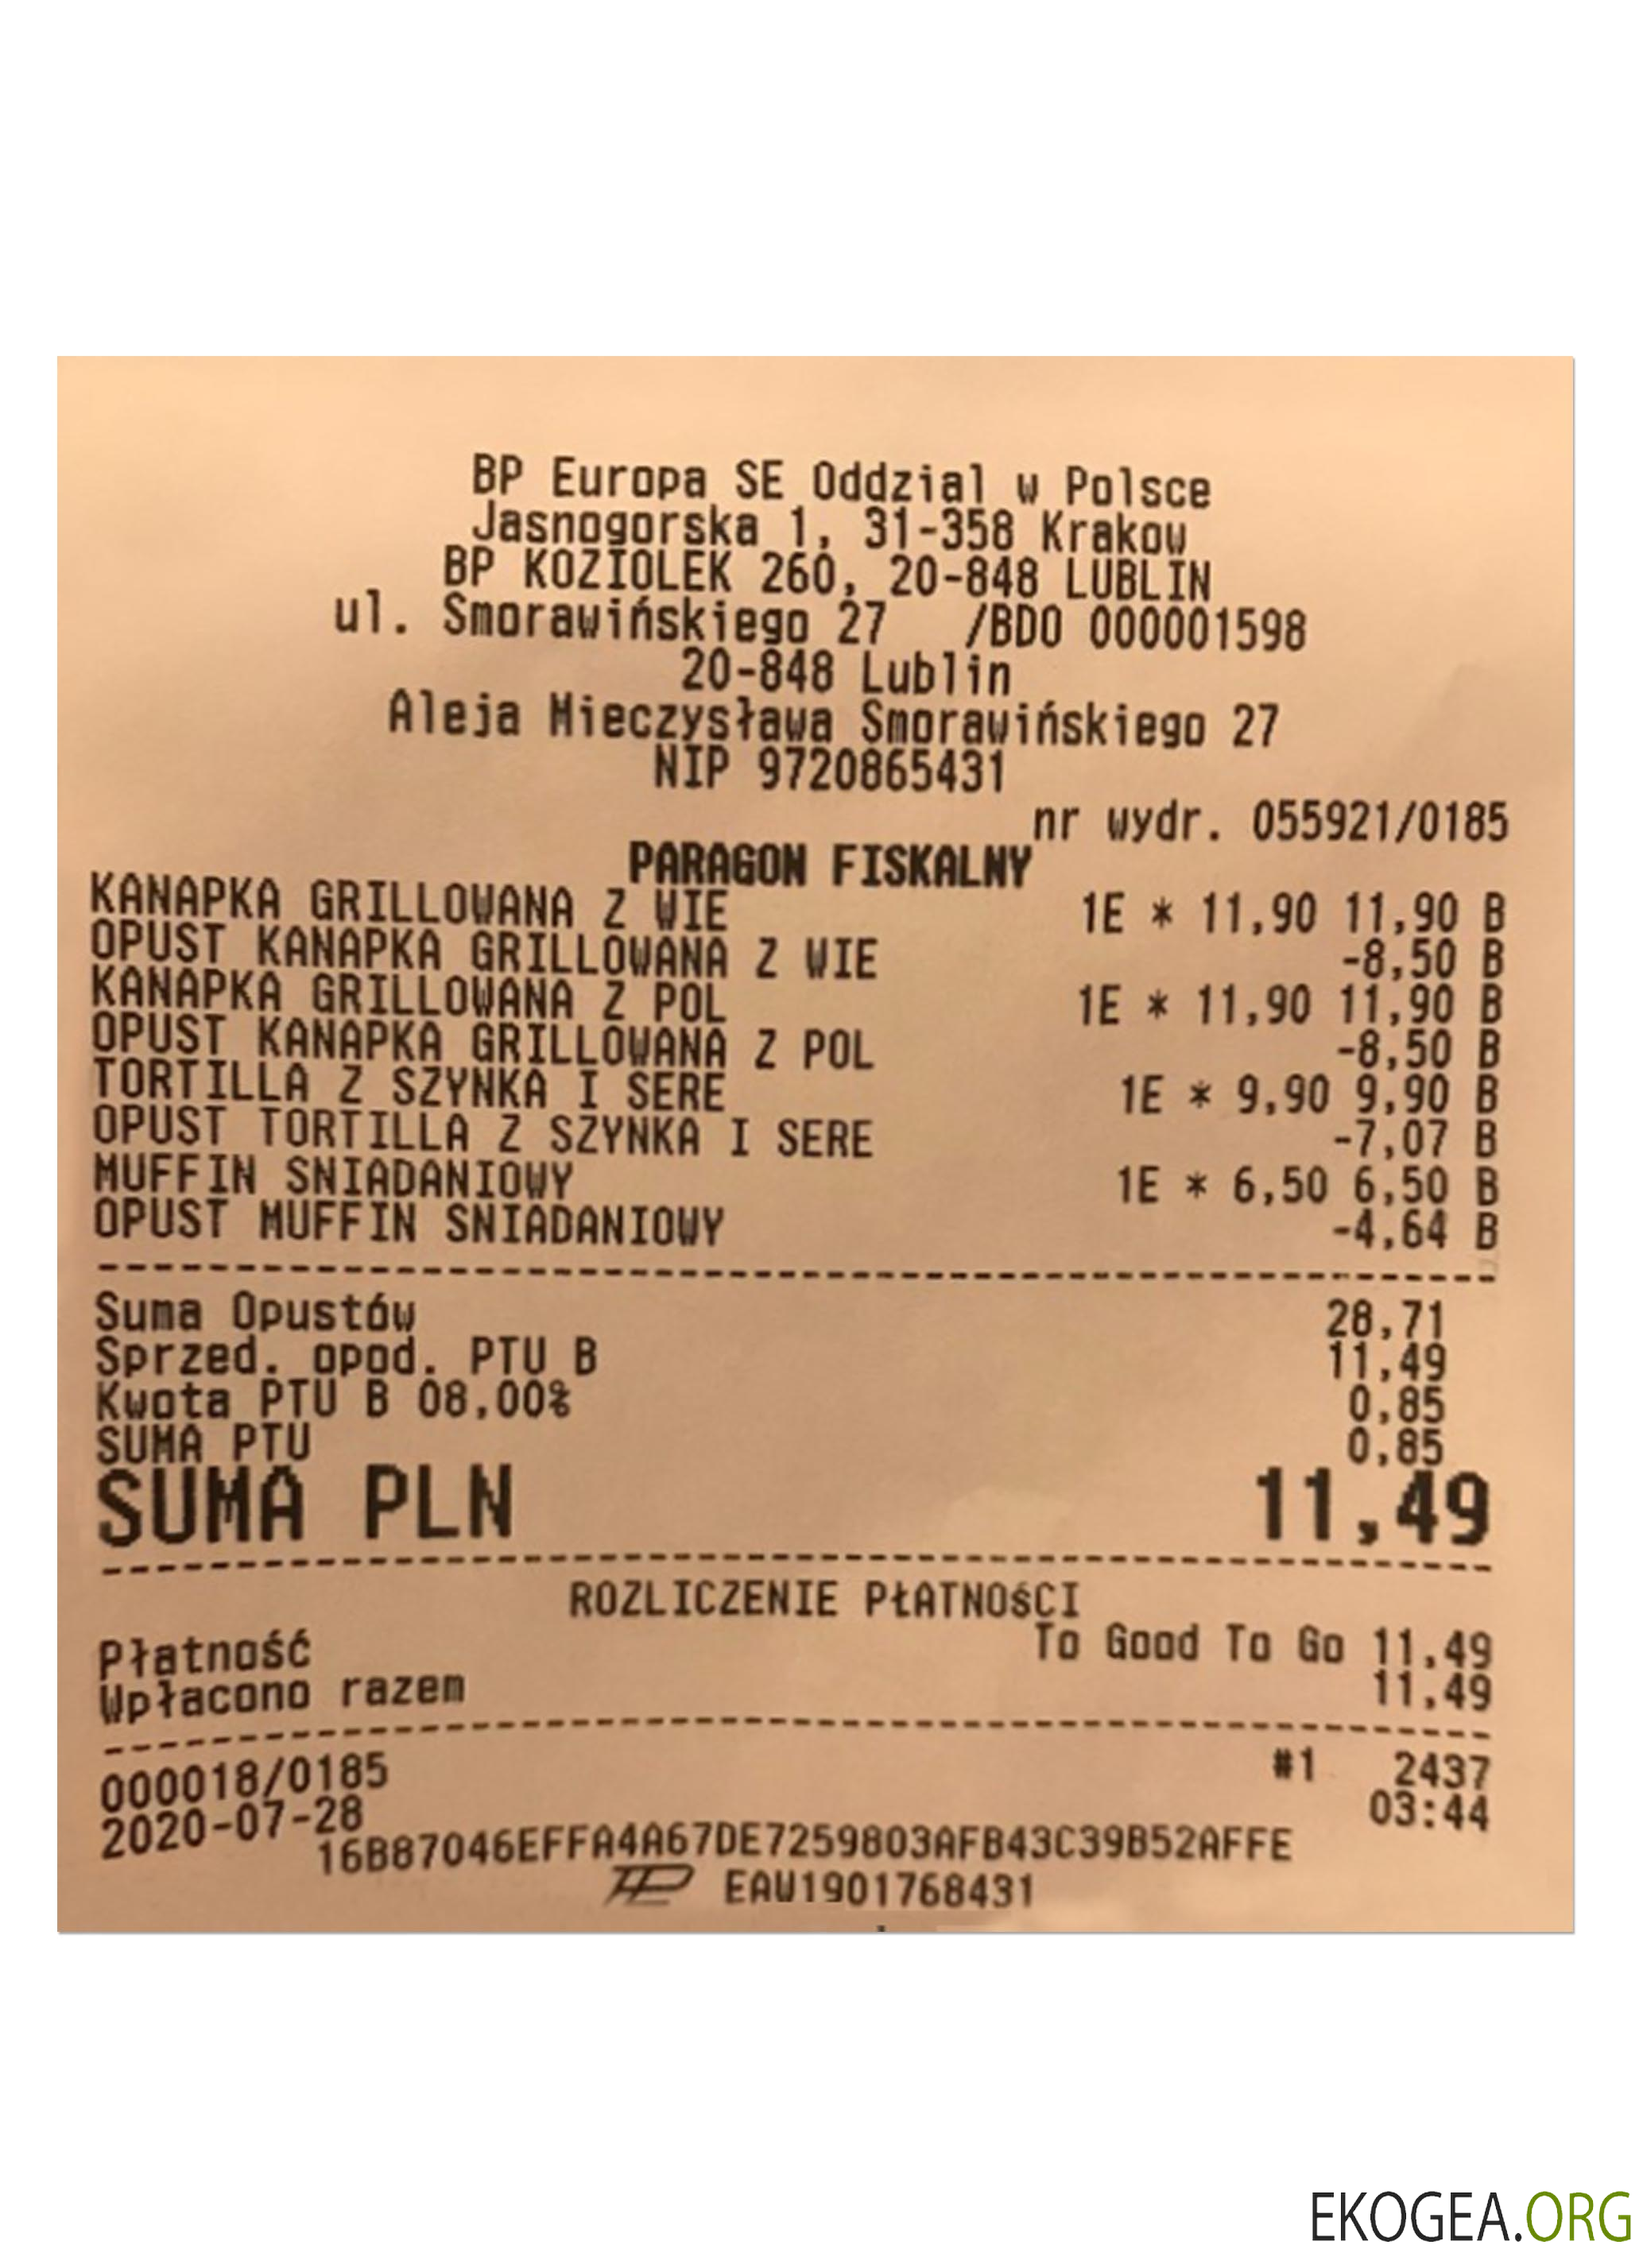 BP Europa SE Oddzial w Polsce
Jasnogorska 1, 31-358 Krakow
BP KOZIOLEK 260, 20-848 LUBLIN
ul. Smorawińskiego 27 /BDO 000001598
20-848 Lublin
Aleja Mieczysława Smorawińskiego 27
NIP 9720865431
nr wydr. 055921/0185
PARAGON FISKALNY
KANAPKA GRILLOWANA Z WIE 1E * 11,90 11,90 B
OPUST KANAPKA GRILLOWANA Z WIE -8,50 B
KANAPKA GRILLOWANA Z POL 1E * 11,90 11,90 B
OPUST KANAPKA GRILLOWANA Z POL -8,50 B
TORTILLA Z SZYNKA I SERE 1E * 9,90 9,90 B
OPUST TORTILLA Z SZYNKA I SERE -7,07 B
MUFFIN SNIADANIOWY 1E * 6,50 6,50 B
OPUST MUFFIN SNIADANIOWY -4,64 B
Suma Opustów 28,71
Sprzed. opod. PTU B 11,49
Kwota PTU B 08,00% 0,85
SUMA PTU 0,85
SUMA PLN 11,49
ROZLICZENIE PŁATNOśCI
Płatność To Good To Go 11,49
Wpłacono razem 11,49
000018/0185 #1 2437
2020-07-28 03:44
16B87046EFFA4A67DE7259803AFB43C39B52AFFE
EAW1901768431
EKOGEA.ORG